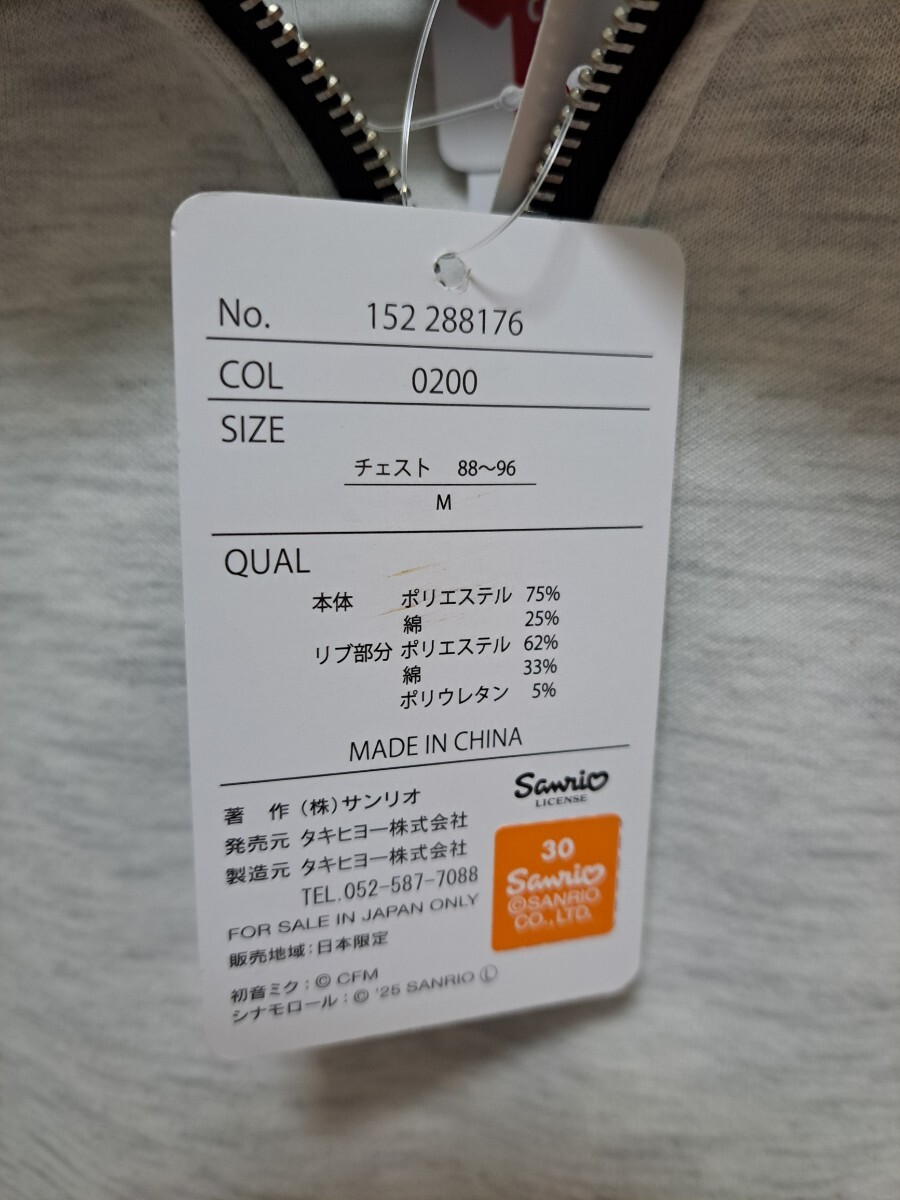 No. 152 288176
COL 0200
SIZE
チェスト 88〜96
M
QUAL
本体 ポリエステル 75%
綿 25%
リブ部分 ポリエステル 62%
綿 33%
ポリウレタン 5%
MADE IN CHINA
Sanrio
LICENSE
著 作 (株)サンリオ
発売元 タキヒヨー株式会社
製造元 タキヒヨー株式会社
TEL.052-587-7088
FOR SALE IN JAPAN ONLY
販売地域:日本限定
初音ミク:© CFM
シナモロール:© '25 SANRIO Ⓛ
30
Sanrio
©SANRIO
CO.,LTD.